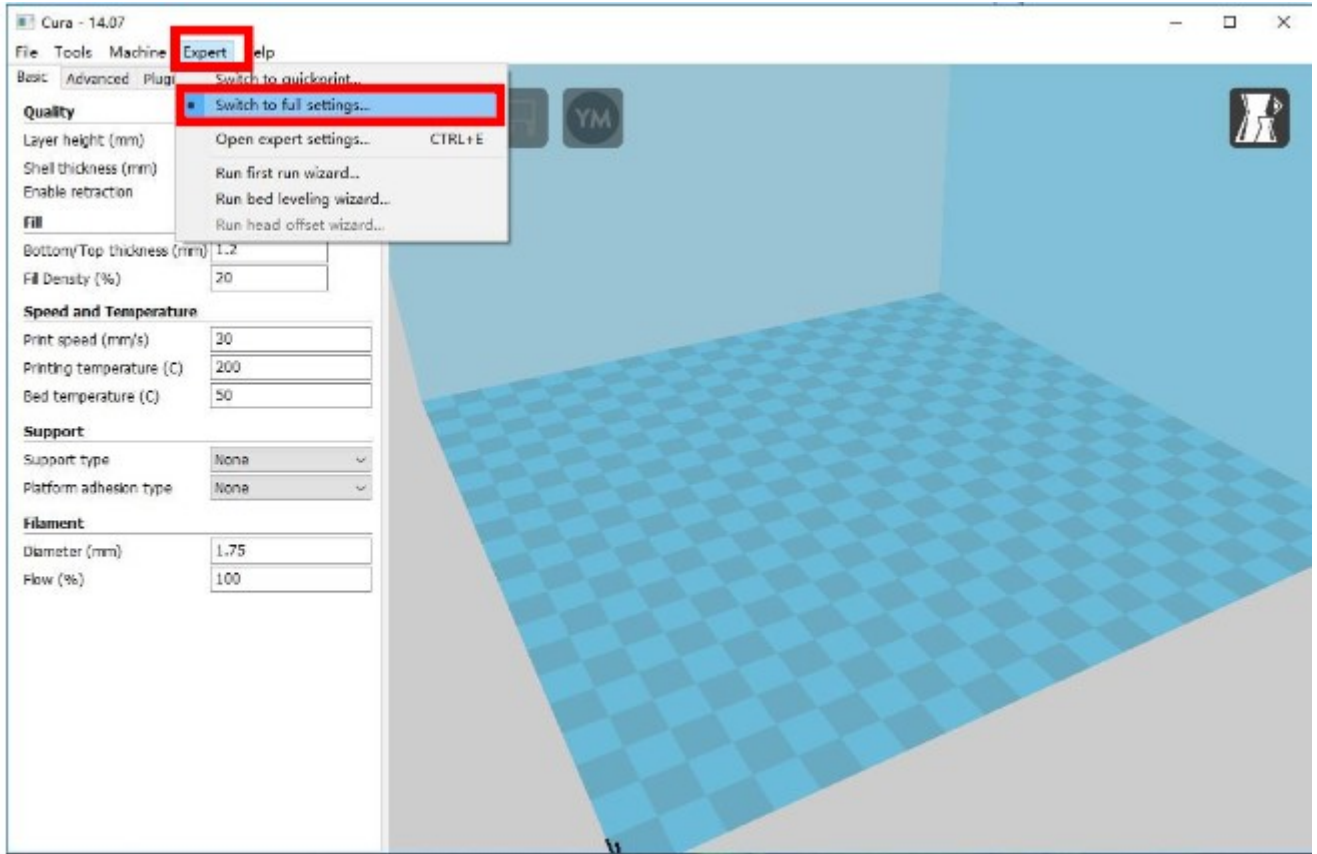 Cura - 14.07
File Tools Machine Expert elp
Basic Advanced Plugi
Switch to quickprint...
Switch to full settings...
Open expert settings... CTRL+E
Run first run wizard...
Run bed leveling wizard...
Run head offset wizard...
Quality
Layer height (mm)
Shell thickness (mm)
Enable retraction
Fill
Bottom/Top thickness (mm) 1.2
Fill Density (%) 20
Speed and Temperature
Print speed (mm/s) 30
Printing temperature (C) 200
Bed temperature (C) 50
Support
Support type None
Platform adhesion type None
Filament
Diameter (mm) 1.75
Flow (%) 100
YM